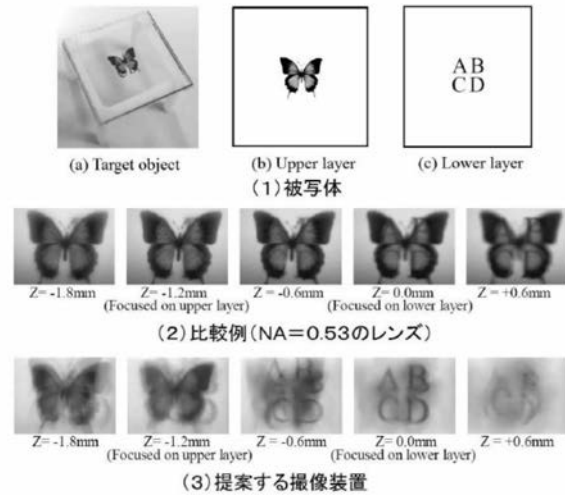 A B
C D
(a) Target object (b) Upper layer (c) Lower layer
(1)被写体
Z= -1.8mm Z= -1.2mm Z= -0.6mm Z= 0.0mm Z= +0.6mm
(Focused on upper layer) (Focused on lower layer)
(2)比較例(NA=0.53のレンズ)
A B
C D
Z= -1.8mm Z= -1.2mm Z= -0.6mm Z= 0.0mm Z= +0.6mm
(Focused on upper layer) (Focused on lower layer)
(3)提案する撮像装置